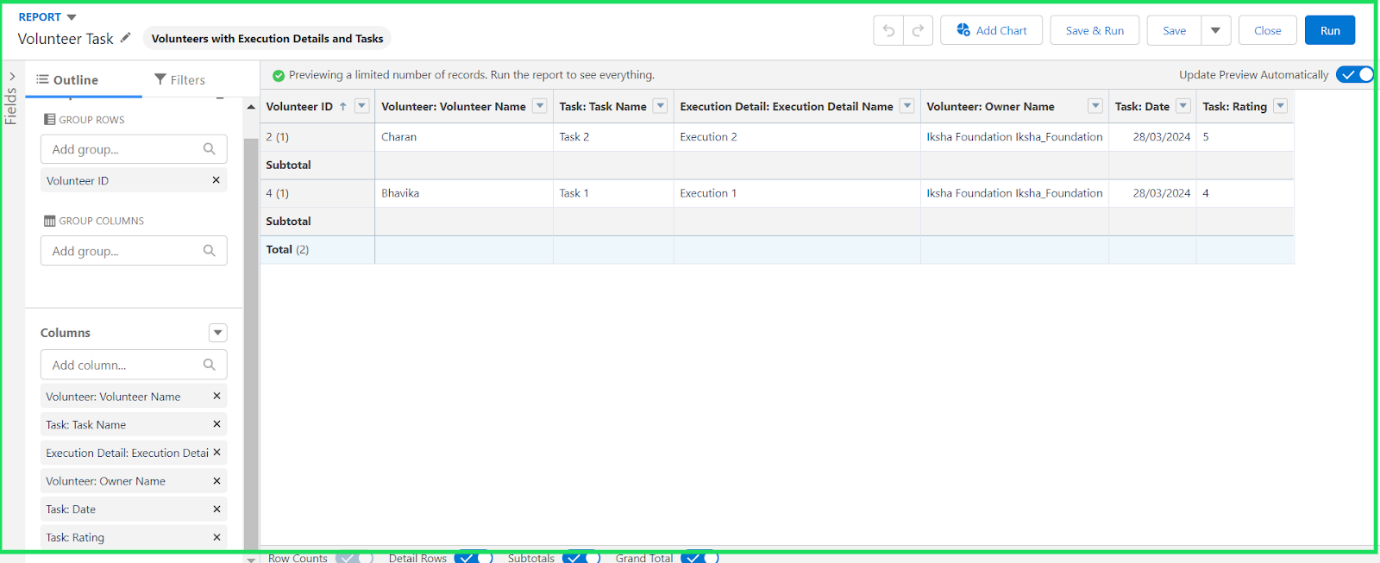 REPORT
Volunteer Task
Volunteers with Execution Details and Tasks
Add Chart
Save & Run
Save
Close
Run
Fields
Outline
Filters
Previewing a limited number of records. Run the report to see everything.
Update Preview Automatically
GROUP ROWS
Add group...
Volunteer ID
GROUP COLUMNS
Add group...
Columns
Add column...
Volunteer: Volunteer Name
Task: Task Name
Execution Detail: Execution Detai
Volunteer: Owner Name
Task: Date
Task: Rating
Volunteer ID Volunteer: Volunteer Name Task: Task Name Execution Detail: Execution Detail Name Volunteer: Owner Name Task: Date Task: Rating
2 (1) Charan Task 2 Execution 2 Iksha Foundation Iksha_Foundation 28/03/2024 5
Subtotal
4 (1) Bhavika Task 1 Execution 1 Iksha Foundation Iksha_Foundation 28/03/2024 4
Subtotal
Total (2)
Row Counts Detail Rows Subtotals Grand Total